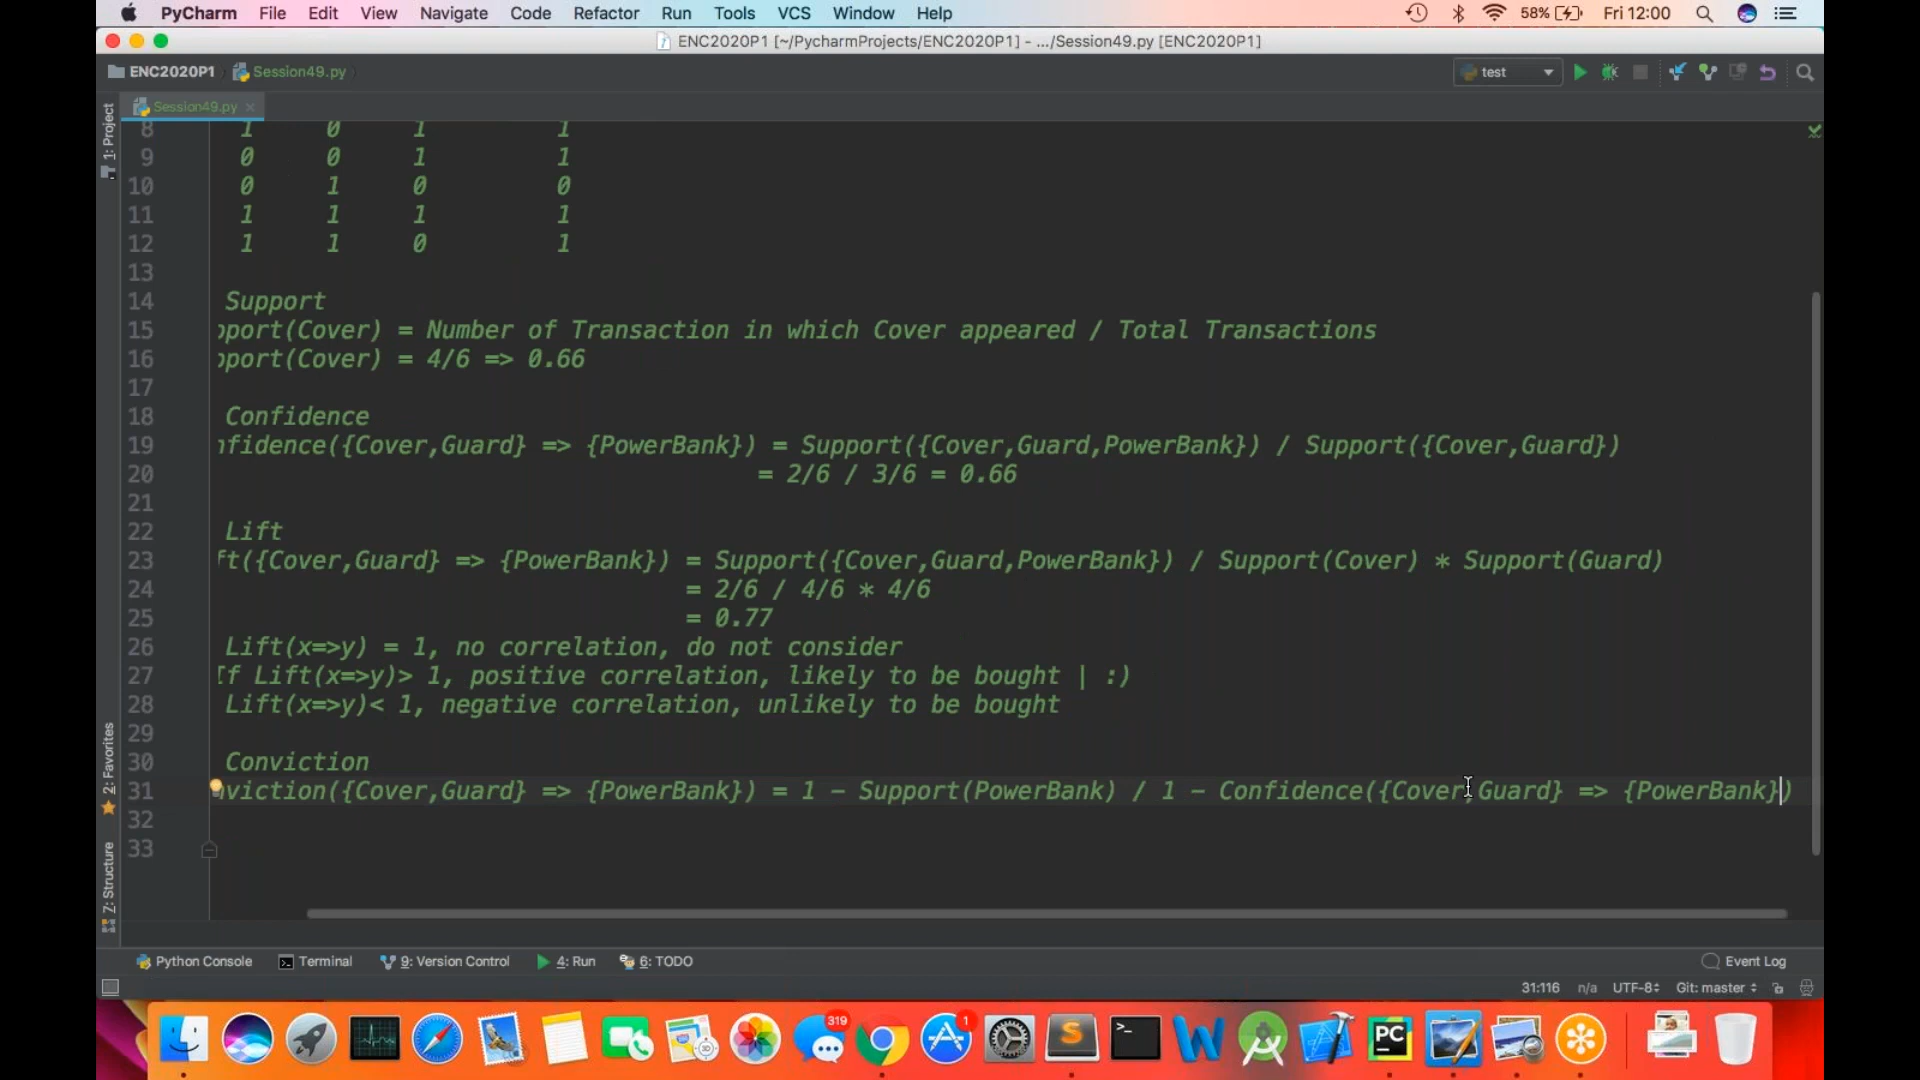 PyCharm File Edit View Navigate Code Refactor Run Tools VCS Window Help 58% Fri 12:00
ENC2020P1 [~/PycharmProjects/ENC2020P1] - .../Session49.py [ENC2020P1]
ENC2020P1 Session49.py test
Session49.py
1: Project
8 1 0 1 1
9 0 0 1 1
10 0 1 0 0
11 1 1 1 1
12 1 1 0 1
13
14 Support
15 pport(Cover) = Number of Transaction in which Cover appeared / Total Transactions
16 pport(Cover) = 4/6 => 0.66
17
18 Confidence
19 nfidence({Cover,Guard} => {PowerBank}) = Support({Cover,Guard,PowerBank}) / Support({Cover,Guard})
20 = 2/6 / 3/6 = 0.66
21
22 Lift
23 ft({Cover,Guard} => {PowerBank}) = Support({Cover,Guard,PowerBank}) / Support(Cover) * Support(Guard)
24 = 2/6 / 4/6 * 4/6
25 = 0.77
26 Lift(x=>y) = 1, no correlation, do not consider
27 If Lift(x=>y)> 1, positive correlation, likely to be bought | :)
28 Lift(x=>y)< 1, negative correlation, unlikely to be bought
29
30 Conviction
31 nviction({Cover,Guard} => {PowerBank}) = 1 - Support(PowerBank) / 1 - Confidence({Cover,Guard} => {PowerBank})
32
33
2: Favorites
Z: Structure
Python Console Terminal 9: Version Control 4: Run 6: TODO Event Log
31:116 n/a UTF-8 Git: master
319 1
PC